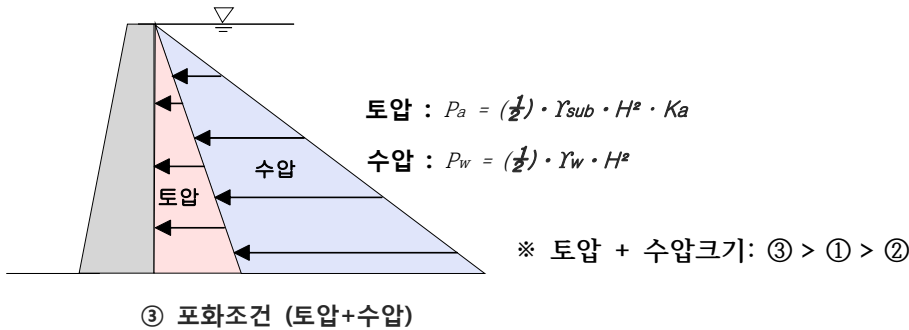 토압 : Pa = (½)·γsub·H²·Ka
수압 : Pw = (½)·γw·H²
수압
토압
※ 토압 + 수압크기: ③ > ① > ②
③ 포화조건 (토압+수압)